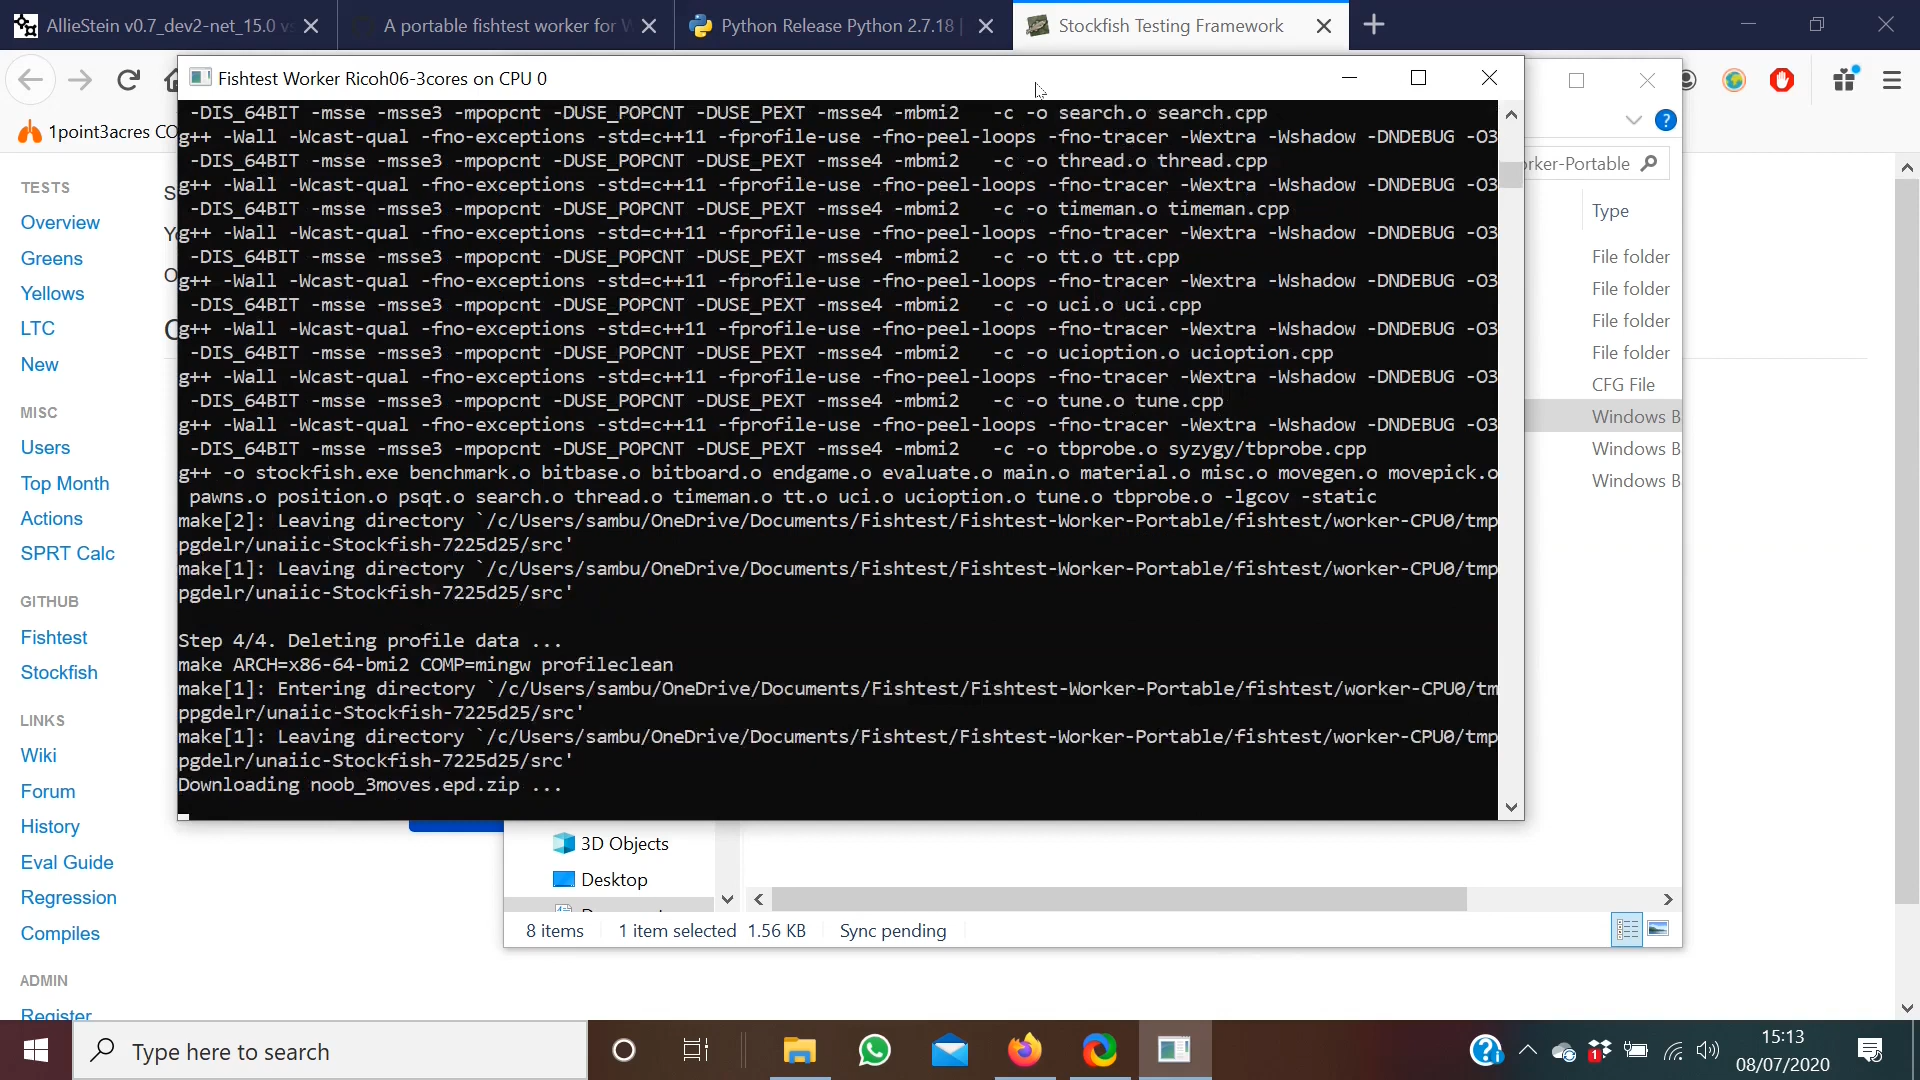 AllieStein v0.7_dev2-net_15.0 vs
A portable fishtest worker for W
Python Release Python 2.7.18 |
Stockfish Testing Framework
Fishtest Worker Ricoh06-3cores on CPU 0
1point3acres CO
-DIS_64BIT -msse -msse3 -mpopcnt -DUSE_POPCNT -DUSE_PEXT -msse4 -mbmi2   -c -o search.o search.cpp
g++ -Wall -Wcast-qual -fno-exceptions -std=c++11 -fprofile-use -fno-peel-loops -fno-tracer -Wextra -Wshadow -DNDEBUG -O3
-DIS_64BIT -msse -msse3 -mpopcnt -DUSE_POPCNT -DUSE_PEXT -msse4 -mbmi2   -c -o thread.o thread.cpp
g++ -Wall -Wcast-qual -fno-exceptions -std=c++11 -fprofile-use -fno-peel-loops -fno-tracer -Wextra -Wshadow -DNDEBUG -O3
-DIS_64BIT -msse -msse3 -mpopcnt -DUSE_POPCNT -DUSE_PEXT -msse4 -mbmi2   -c -o timeman.o timeman.cpp
g++ -Wall -Wcast-qual -fno-exceptions -std=c++11 -fprofile-use -fno-peel-loops -fno-tracer -Wextra -Wshadow -DNDEBUG -O3
-DIS_64BIT -msse -msse3 -mpopcnt -DUSE_POPCNT -DUSE_PEXT -msse4 -mbmi2   -c -o tt.o tt.cpp
g++ -Wall -Wcast-qual -fno-exceptions -std=c++11 -fprofile-use -fno-peel-loops -fno-tracer -Wextra -Wshadow -DNDEBUG -O3
-DIS_64BIT -msse -msse3 -mpopcnt -DUSE_POPCNT -DUSE_PEXT -msse4 -mbmi2   -c -o uci.o uci.cpp
g++ -Wall -Wcast-qual -fno-exceptions -std=c++11 -fprofile-use -fno-peel-loops -fno-tracer -Wextra -Wshadow -DNDEBUG -O3
-DIS_64BIT -msse -msse3 -mpopcnt -DUSE_POPCNT -DUSE_PEXT -msse4 -mbmi2   -c -o ucioption.o ucioption.cpp
g++ -Wall -Wcast-qual -fno-exceptions -std=c++11 -fprofile-use -fno-peel-loops -fno-tracer -Wextra -Wshadow -DNDEBUG -O3
-DIS_64BIT -msse -msse3 -mpopcnt -DUSE_POPCNT -DUSE_PEXT -msse4 -mbmi2   -c -o tune.o tune.cpp
g++ -Wall -Wcast-qual -fno-exceptions -std=c++11 -fprofile-use -fno-peel-loops -fno-tracer -Wextra -Wshadow -DNDEBUG -O3
-DIS_64BIT -msse -msse3 -mpopcnt -DUSE_POPCNT -DUSE_PEXT -msse4 -mbmi2   -c -o tbprobe.o syzygy/tbprobe.cpp
g++ -o stockfish.exe benchmark.o bitbase.o bitboard.o endgame.o evaluate.o main.o material.o misc.o movegen.o movepick.o
pawns.o position.o psqt.o search.o thread.o timeman.o tt.o uci.o ucioption.o tune.o tbprobe.o -lgcov -static
make[2]: Leaving directory `/c/Users/sambu/OneDrive/Documents/Fishtest/Fishtest-Worker-Portable/fishtest/worker-CPU0/tmp
pgdelr/unaiic-Stockfish-7225d25/src'
make[1]: Leaving directory `/c/Users/sambu/OneDrive/Documents/Fishtest/Fishtest-Worker-Portable/fishtest/worker-CPU0/tmp
pgdelr/unaiic-Stockfish-7225d25/src'
Step 4/4. Deleting profile data ...
make ARCH=x86-64-bmi2 COMP=mingw profileclean
make[1]: Entering directory `/c/Users/sambu/OneDrive/Documents/Fishtest/Fishtest-Worker-Portable/fishtest/worker-CPU0/tm
ppgdelr/unaiic-Stockfish-7225d25/src'
make[1]: Leaving directory `/c/Users/sambu/OneDrive/Documents/Fishtest/Fishtest-Worker-Portable/fishtest/worker-CPU0/tmp
pgdelr/unaiic-Stockfish-7225d25/src'
Downloading noob_3moves.epd.zip ...
TESTS
Overview
Greens
Yellows
LTC
New
MISC
Users
Top Month
Actions
SPRT Calc
GITHUB
Fishtest
Stockfish
LINKS
Wiki
Forum
History
Eval Guide
Regression
Compiles
ADMIN
Register
orker-Portable
Type
File folder
File folder
File folder
File folder
CFG File
Windows B
Windows B
Windows B
3D Objects
Desktop
8 items
1 item selected 1.56 KB
Sync pending
Type here to search
15:13
08/07/2020